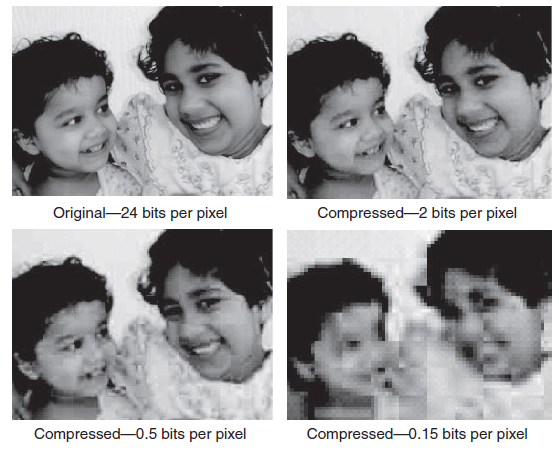 Original—24 bits per pixel
Compressed—2 bits per pixel
Compressed—0.5 bits per pixel
Compressed—0.15 bits per pixel